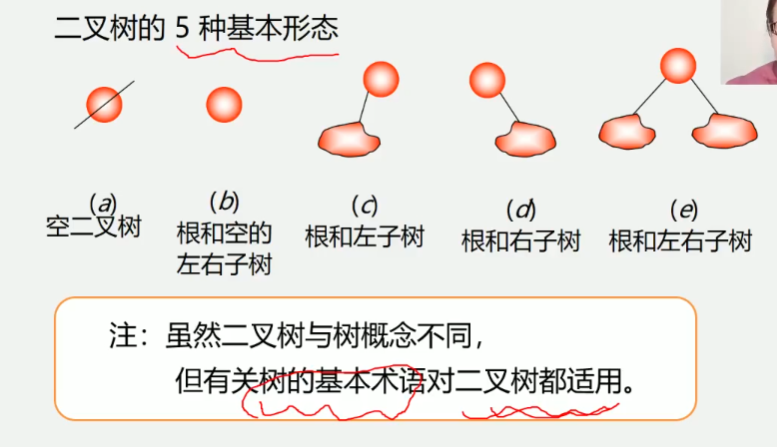 二叉树的 5 种基本形态
(a)
空二叉树
(b)
根和空的
左右子树
(c)
根和左子树
(d)
根和右子树
(e)
根和左右子树
注：虽然二叉树与树概念不同，
但有关树的基本术语对二叉树都适用。